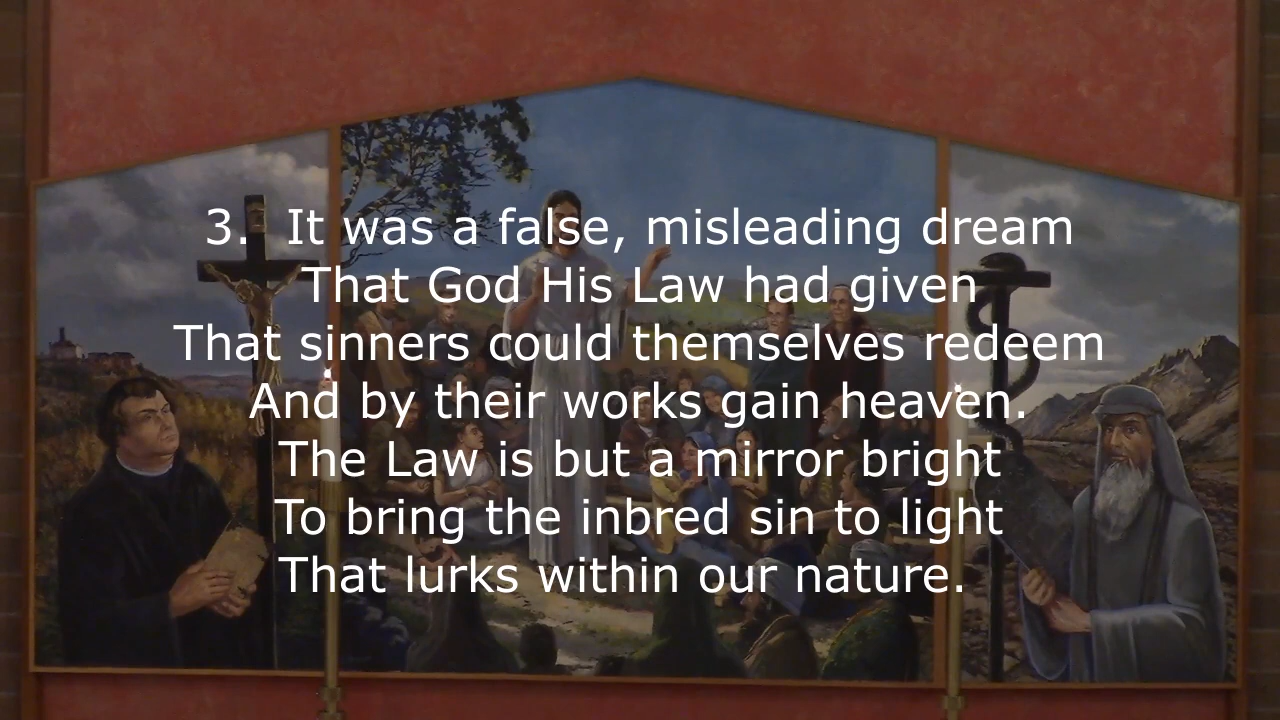 3.  It was a false, misleading dream
That God His Law had given
That sinners could themselves redeem
And by their works gain heaven.
The Law is but a mirror bright
To bring the inbred sin to light
That lurks within our nature.